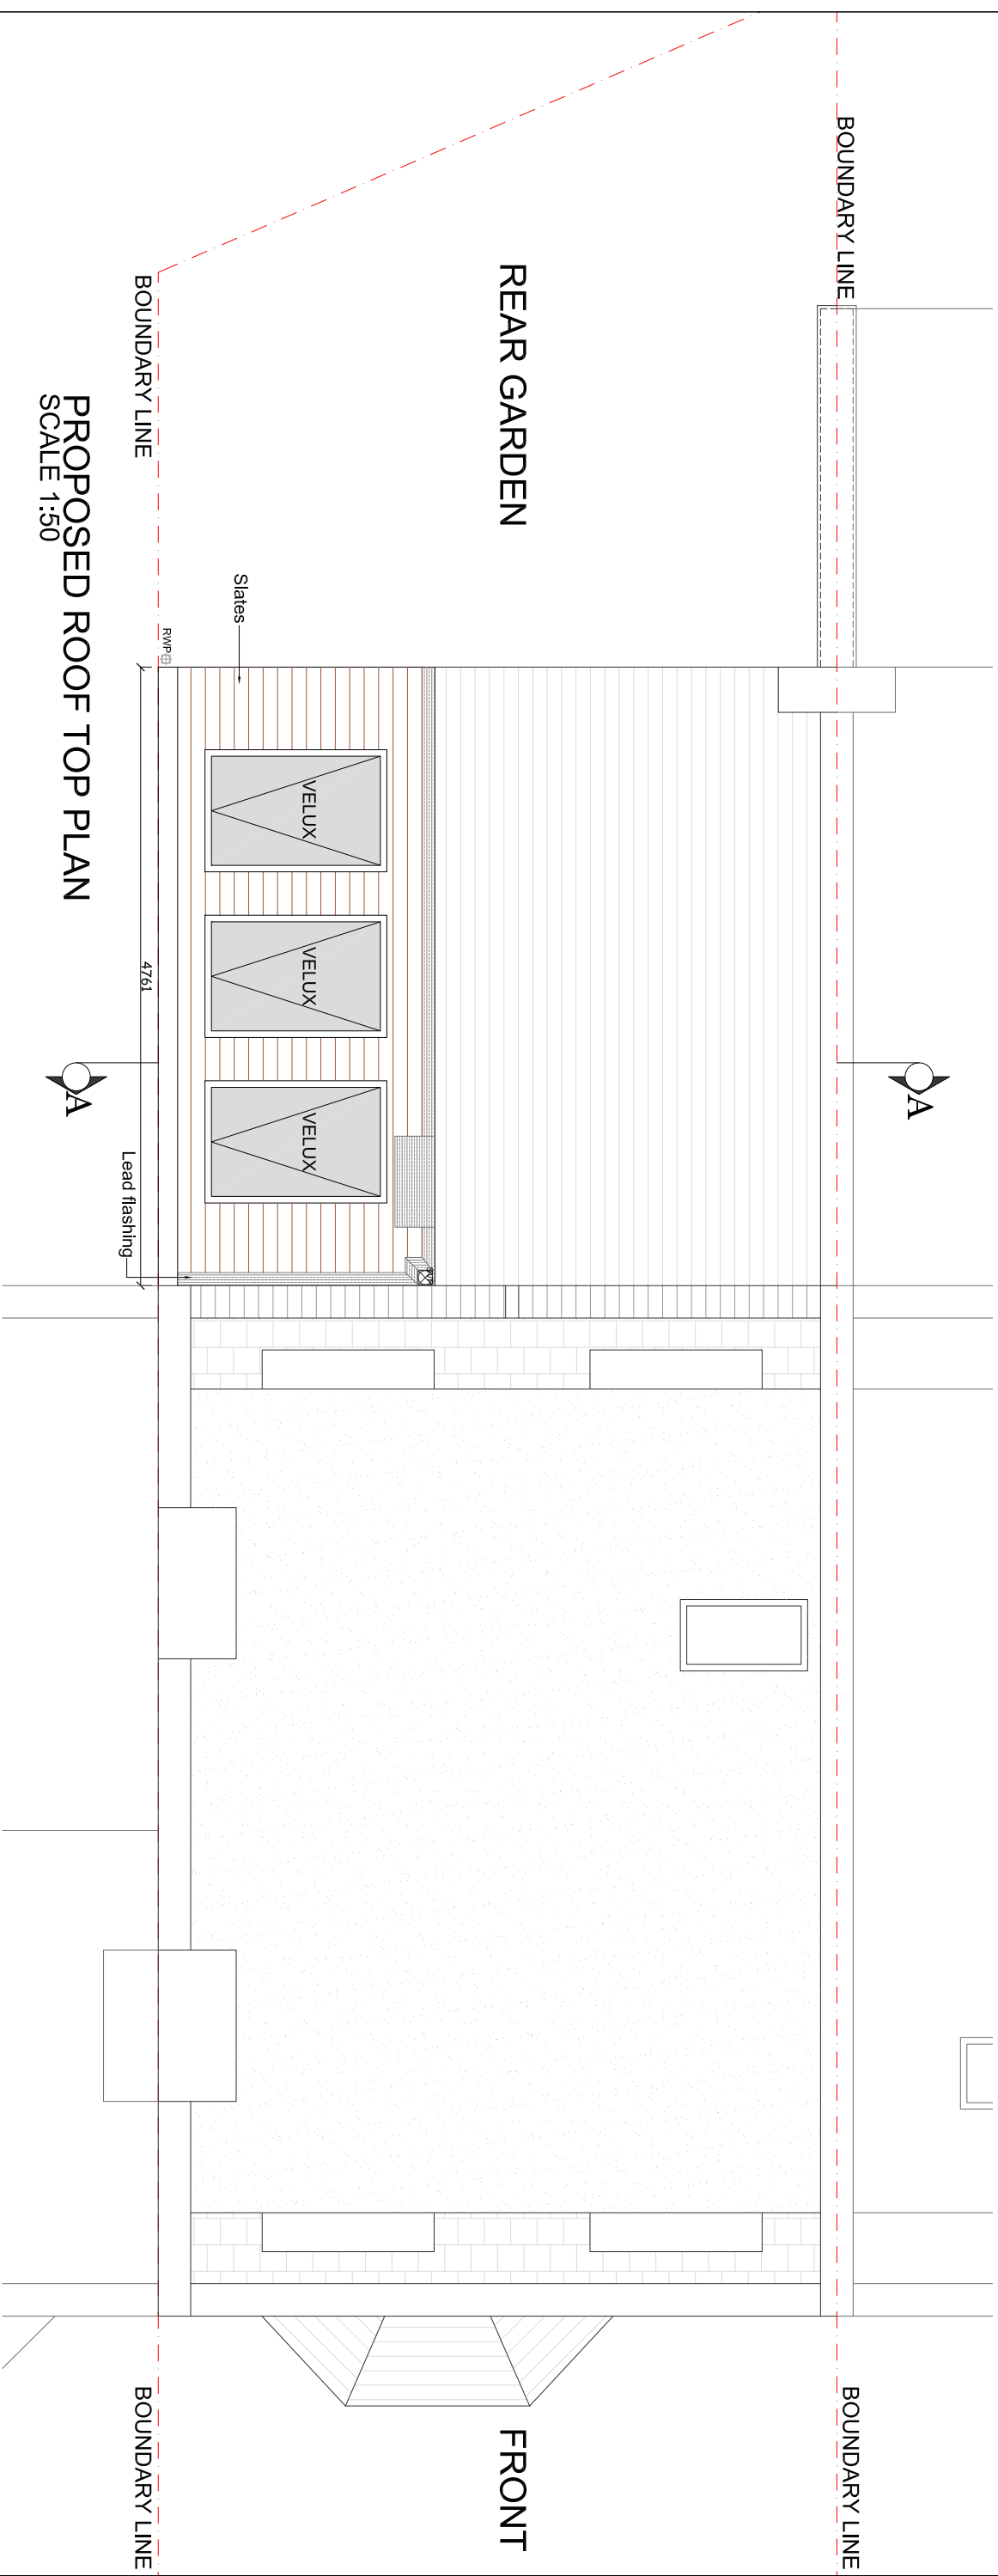 BOUNDARY LINE
BOUNDARY LINE
REAR GARDEN
FRONT
A
VELUX
VELUX
VELUX
Slates
RWP
Lead flashing
BOUNDARY LINE
BOUNDARY LINE
4761
A
PROPOSED ROOF TOP PLAN
SCALE 1:50